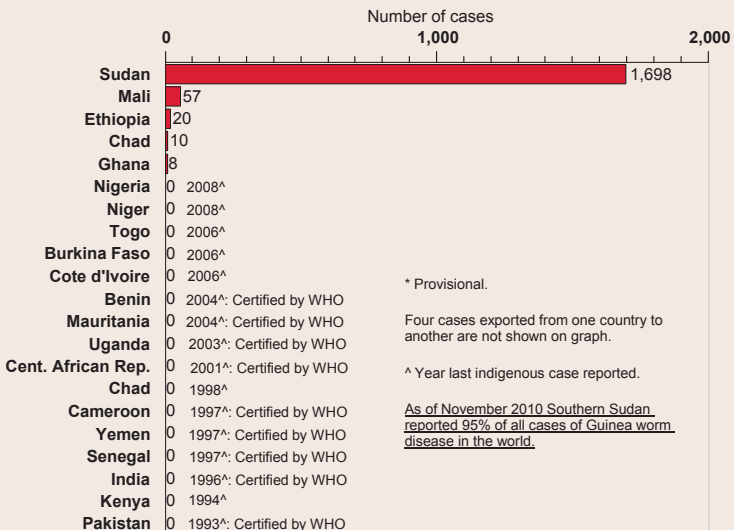 Number of cases
0 1,000 2,000
Sudan 1,698
Mali 57
Ethiopia 20
Chad 10
Ghana 8
Nigeria 0 2008^
Niger 0 2008^
Togo 0 2006^
Burkina Faso 0 2006^
Cote d'Ivoire 0 2006^
Benin 0 2004^: Certified by WHO
Mauritania 0 2004^: Certified by WHO
Uganda 0 2003^: Certified by WHO
Cent. African Rep. 0 2001^: Certified by WHO
Chad 0 1998^
Cameroon 0 1997^: Certified by WHO
Yemen 0 1997^: Certified by WHO
Senegal 0 1997^: Certified by WHO
India 0 1996^: Certified by WHO
Kenya 0 1994^
Pakistan 0 1993^: Certified by WHO
* Provisional.
Four cases exported from one country to
another are not shown on graph.
^ Year last indigenous case reported.
As of November 2010 Southern Sudan
reported 95% of all cases of Guinea worm
disease in the world.